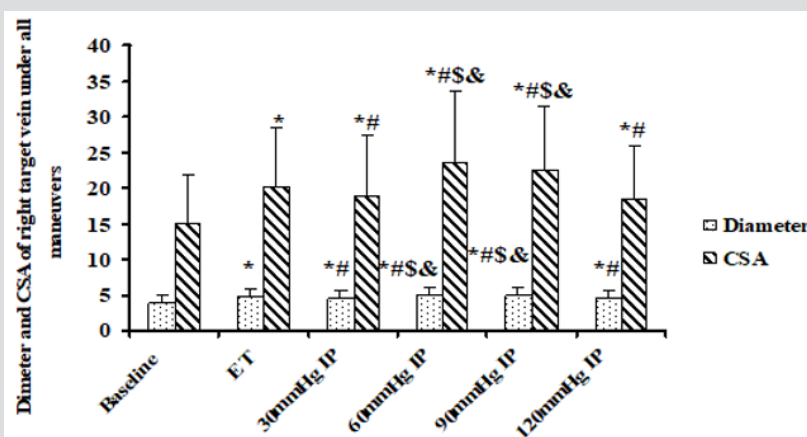 Dimeter and CSA of right target vein under all
maneuvers
40
35
30
25
20
15
10
5
0
*
*#
*#$&
*#$&
*#
*
*#
*#$&
*#$&
*#
Baseline
ET
30mmHg IP
60mmHg IP
90mmHg IP
120mmHg IP
Diameter
CSA